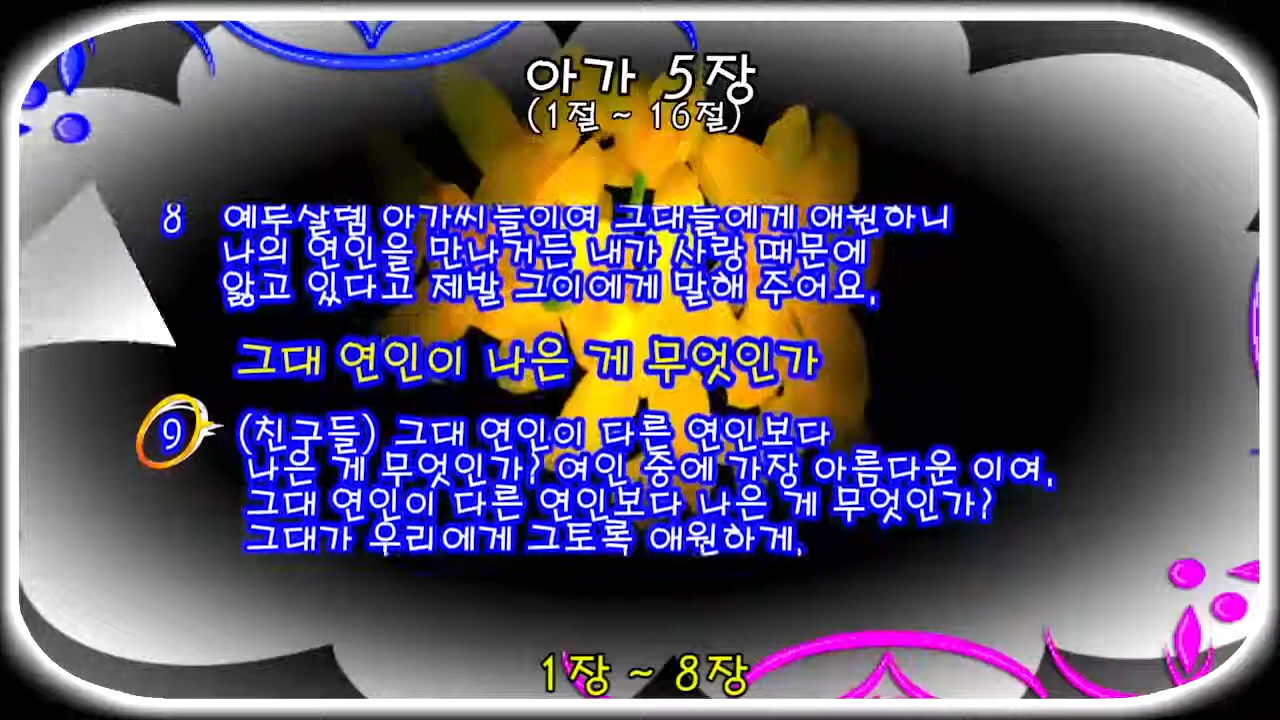 아가 5장
(1절 ~ 16절)
8 예루살렘 아가씨들이여 그대들에게 애원하니
나의 연인을 만나거든 내가 사랑 때문에
앓고 있다고 제발 그이에게 말해 주어요.
그대 연인이 나은 게 무엇인가
9 (친구들) 그대 연인이 다른 연인보다
나은 게 무엇인가? 여인 중에 가장 아름다운 이여,
그대 연인이 다른 연인보다 나은 게 무엇인가?
그대가 우리에게 그토록 애원하게.
1장 ~ 8장